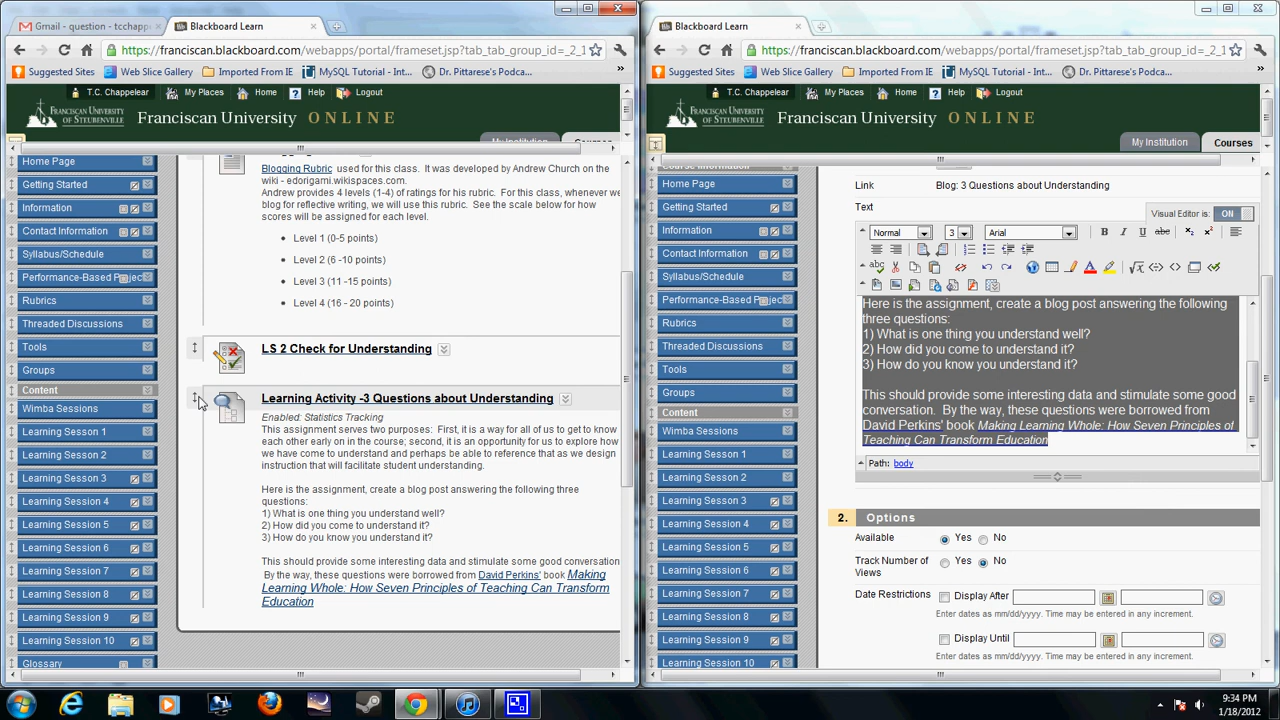 Gmail - question - tcchappe
Blackboard Learn
https://franciscan.blackboard.com/webapps/portal/frameset.jsp?tab_tab_group_id=_2_1
Suggested Sites
Web Slice Gallery
Imported From IE
MySQL Tutorial - Int...
Dr. Pittarese's Podca...
»
T.C. Chappelear
My Places
Home
Help
Logout
FRANCISCAN UNIVERSITY
OF STEUBENVILLE
Franciscan University ONLINE
My Institution
Courses
Home Page
Getting Started
Information
Contact Information
Syllabus/Schedule
Performance-Based Project
Rubrics
Threaded Discussions
Tools
Groups
Content
Wimba Sessions
Learning Session 1
Learning Session 2
Learning Session 3
Learning Session 4
Learning Session 5
Learning Session 6
Learning Session 7
Learning Session 8
Learning Session 9
Learning Session 10
Glossary
Blogging Rubric used for this class. It was developed by Andrew Church on the
wiki - edorigami.wikispaces.com.
Andrew provides 4 levels (1-4) of ratings for his rubric. For this class, whenever we
blog for reflective writing, we will use this rubric. See the scale below for how
scores will be assigned for each level.
Level 1 (0-5 points)
Level 2 (6 -10 points)
Level 3 (11 -15 points)
Level 4 (16 - 20 points)
LS 2 Check for Understanding
Learning Activity -3 Questions about Understanding
Enabled: Statistics Tracking
This assignment serves two purposes: First, it is a way for all of us to get to know
each other early on in the course; second, it is an opportunity for us to explore how
we have come to understand and perhaps be able to reference that as we design
instruction that will facilitate student understanding.
Here is the assignment, create a blog post answering the following three
questions:
1) What is one thing you understand well?
2) How did you come to understand it?
3) How do you know you understand it?
This should provide some interesting data and stimulate some good conversation.
By the way, these questions were borrowed from David Perkins' book Making
Learning Whole: How Seven Principles of Teaching Can Transform
Education
Blackboard Learn
https://franciscan.blackboard.com/webapps/portal/frameset.jsp?tab_tab_group_id=_2_1
Suggested Sites
Web Slice Gallery
Imported From IE
MySQL Tutorial - Int...
Dr. Pittarese's Podca...
»
T.C. Chappelear
My Places
Home
Help
Logout
FRANCISCAN UNIVERSITY
OF STEUBENVILLE
Franciscan University ONLINE
My Institution
Courses
Home Page
Getting Started
Information
Contact Information
Syllabus/Schedule
Performance-Based Project
Rubrics
Threaded Discussions
Tools
Groups
Content
Wimba Sessions
Learning Session 1
Learning Session 2
Learning Session 3
Learning Session 4
Learning Session 5
Learning Session 6
Learning Session 7
Learning Session 8
Learning Session 9
Learning Session 10
Link
Blog: 3 Questions about Understanding
Text
Visual Editor is: ON
Normal
3
Arial
B I U abc
Here is the assignment, create a blog post answering the following
three questions:
1) What is one thing you understand well?
2) How did you come to understand it?
3) How do you know you understand it?
This should provide some interesting data and stimulate some good
conversation. By the way, these questions were borrowed from
David Perkins' book Making Learning Whole: How Seven Principles of
Teaching Can Transform Education
Path: body
2. Options
Available
Yes
No
Track Number of
Views
Yes
No
Date Restrictions
Display After
Enter dates as mm/dd/yyyy. Time may be entered in any increment.
Display Until
Enter dates as mm/dd/yyyy. Time may be entered in any increment.
9:34 PM
1/18/2012